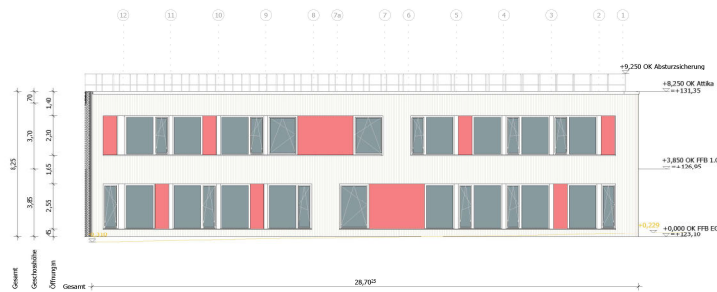 12 11 10 9 8 7a 7 6 5 4 3 2 1
+9,250 OK Absturzsicherung
+8,250 OK Attika
=+131,35
+3,850 OK FFB 1.O
=+126,95
+0,229
+0,000 OK FFB EG
=+123,10
8,25
70
3,70
3,85
1,40
2,30
1,65
2,55
45
Gesamt
Geschosshöhe
Öffnungen
Gesamt
28,70²⁵